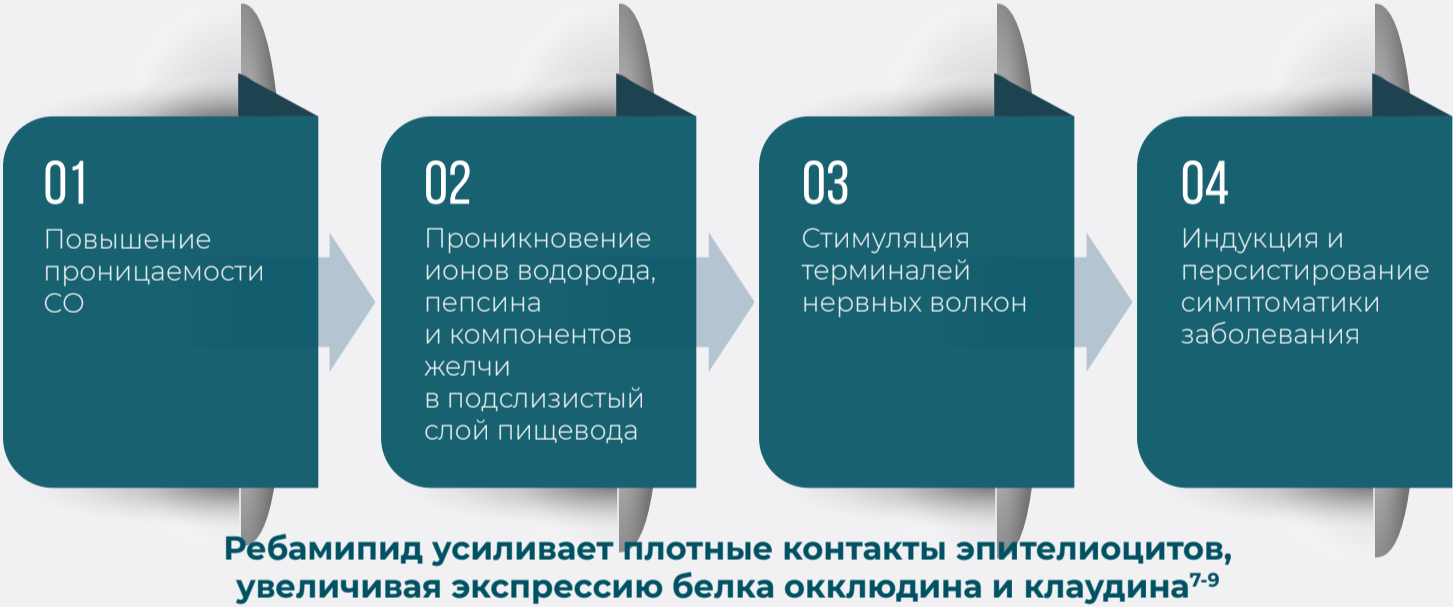 01
Повышение
проницаемости
СО
02
Проникновение
ионов водорода,
пепсина
и компонентов
желчи
в подслизистый
слой пищевода
03
Стимуляция
терминалей
нервных волкон
04
Индукция и
персистирование
симптоматики
заболевания
Ребамипид усиливает плотные контакты эпителиоцитов,
увеличивая экспрессию белка окклюдина и клаудина⁷⁻⁹